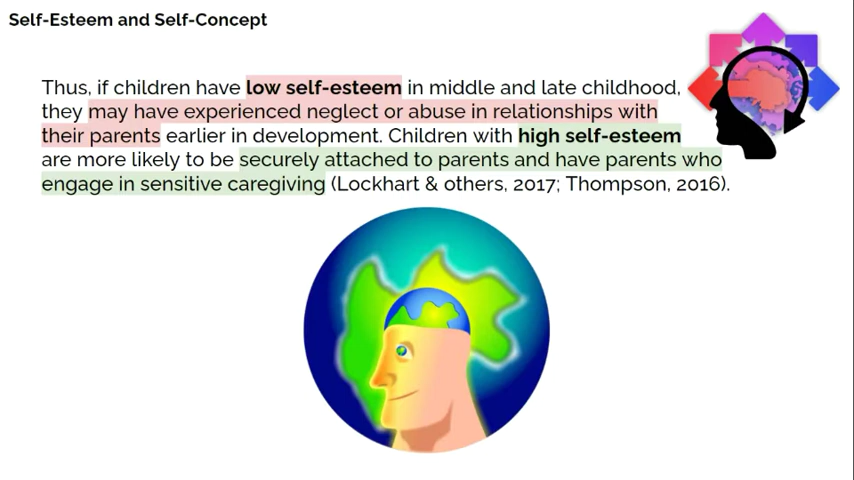 Self-Esteem and Self-Concept
Thus, if children have low self-esteem in middle and late childhood,
they may have experienced neglect or abuse in relationships with
their parents earlier in development. Children with high self-esteem
are more likely to be securely attached to parents and have parents who
engage in sensitive caregiving (Lockhart & others, 2017; Thompson, 2016).